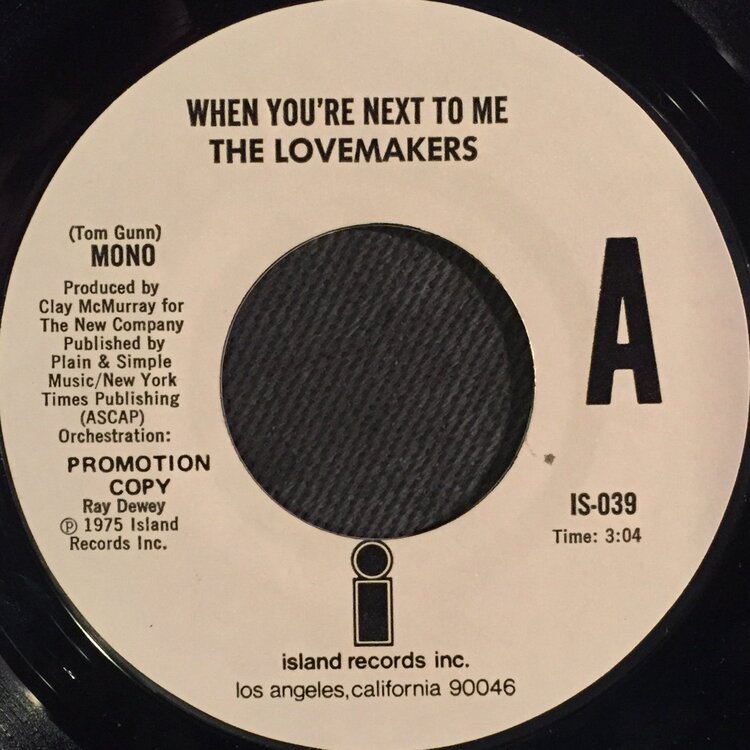 WHEN YOU'RE NEXT TO ME
THE LOVEMAKERS
(Tom Gunn)
MONO
Produced by
Clay McMurray for
The New Company
Published by
Plain & Simple
Music/New York
Times Publishing
(ASCAP)
Orchestration:
PROMOTION
COPY
Ray Dewey
℗ 1975 Island
Records Inc.
A
IS-039
Time: 3:04
i
island records inc.
los angeles,california 90046